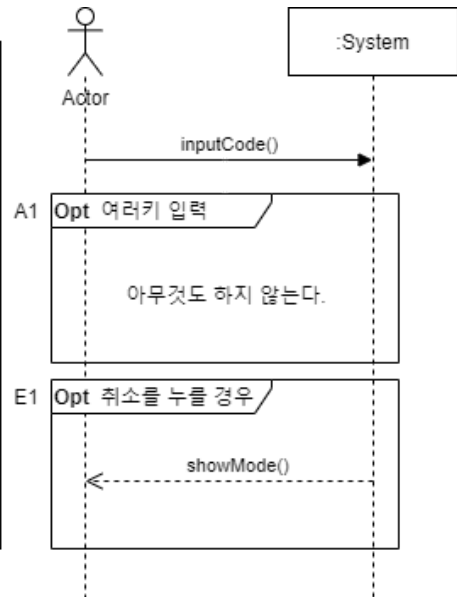 :System
Actor
inputCode()
A1
Opt 여러키 입력
아무것도 하지 않는다.
E1
Opt 취소를 누를 경우
showMode()